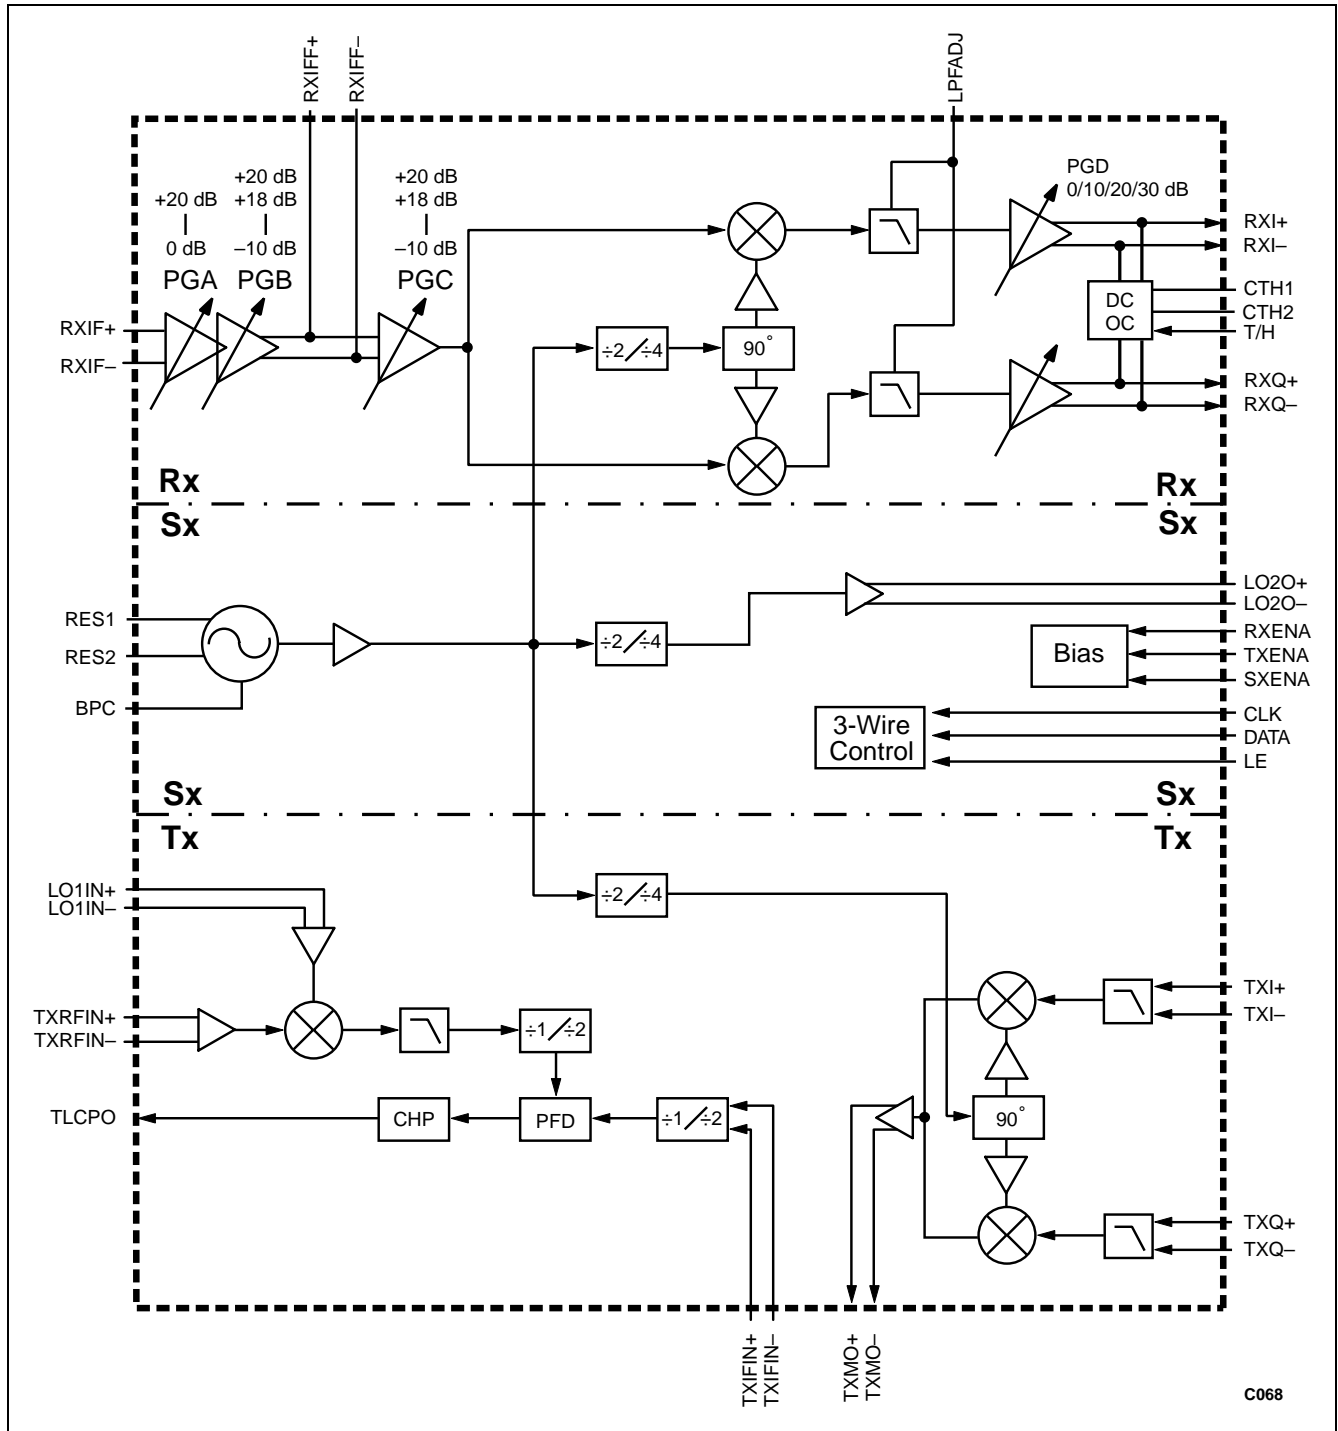 RXIFF+
RXIFF–
LPFADJ
+20 dB
0 dB
PGA
+20 dB
+18 dB
–10 dB
PGB
+20 dB
+18 dB
–10 dB
PGC
PGD
0/10/20/30 dB
RXIF+
RXIF–
÷2/÷4
90°
DC
OC
RXI+
RXI–
CTH1
CTH2
T/H
RXQ+
RXQ–
Rx
Rx
Sx
Sx
RES1
RES2
BPC
÷2/÷4
LO2O+
LO2O–
Bias
RXENA
TXENA
SXENA
3-Wire
Control
CLK
DATA
LE
Sx
Sx
Tx
Tx
÷2/÷4
LO1IN+
LO1IN–
TXRFIN+
TXRFIN–
÷1/÷2
TXI+
TXI–
TLCPO
CHP
PFD
÷1/÷2
90°
TXQ+
TXQ–
TXIFIN+
TXIFIN–
TXMO+
TXMO–
C068